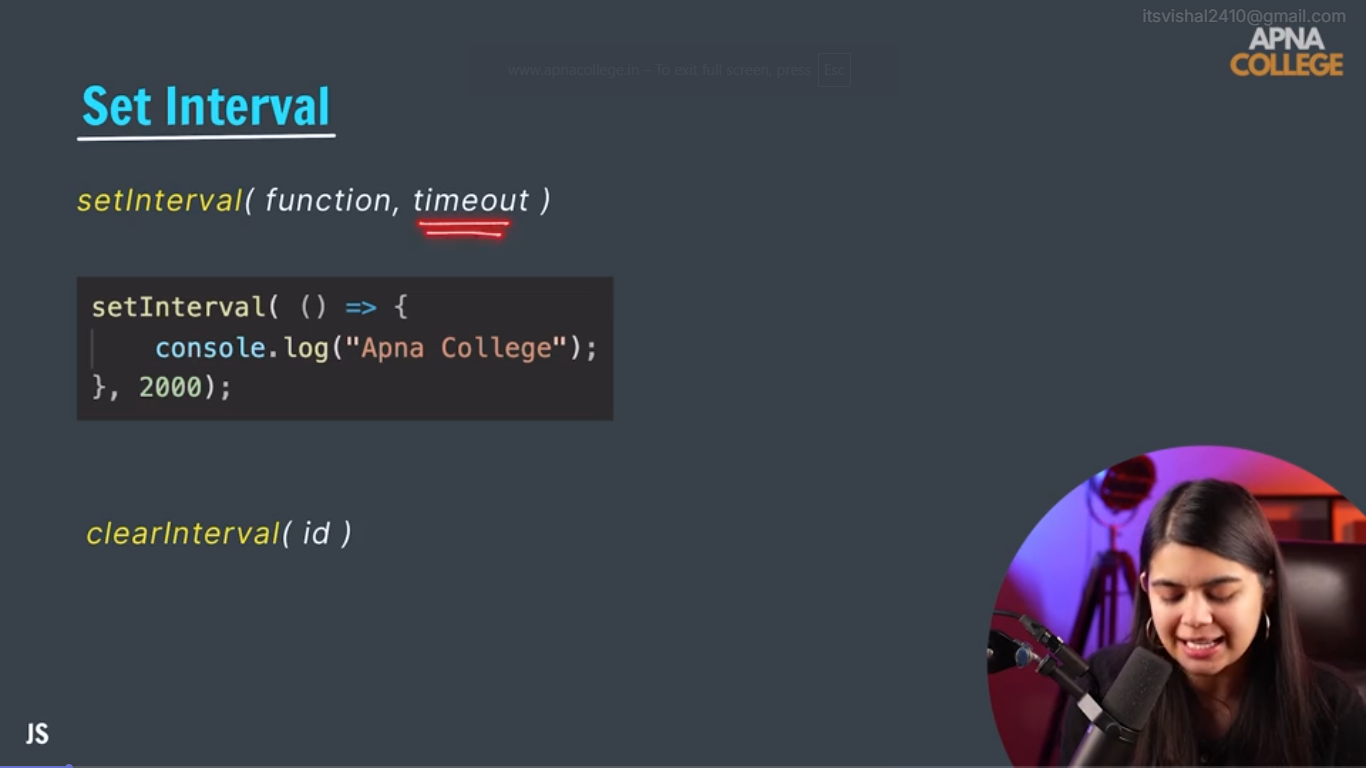 itsvishal2410@gmail.com
APNA
COLLEGE
www.apnacollege.in – To exit full screen, press Esc
Set Interval
setInterval( function, timeout )
setInterval( () => {
console.log("Apna College");
}, 2000);
clearInterval( id )
JS